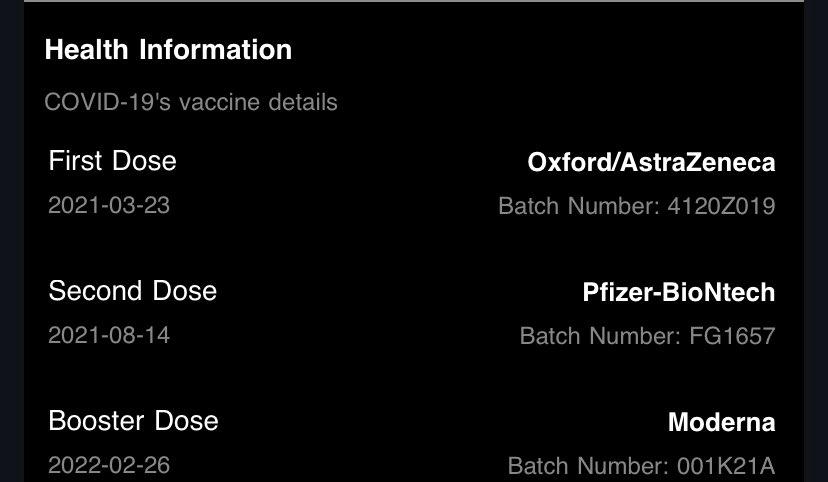 Health Information
COVID-19's vaccine details
First Dose Oxford/AstraZeneca
2021-03-23 Batch Number: 4120Z019
Second Dose Pfizer-BioNtech
2021-08-14 Batch Number: FG1657
Booster Dose Moderna
2022-02-26 Batch Number: 001K21A